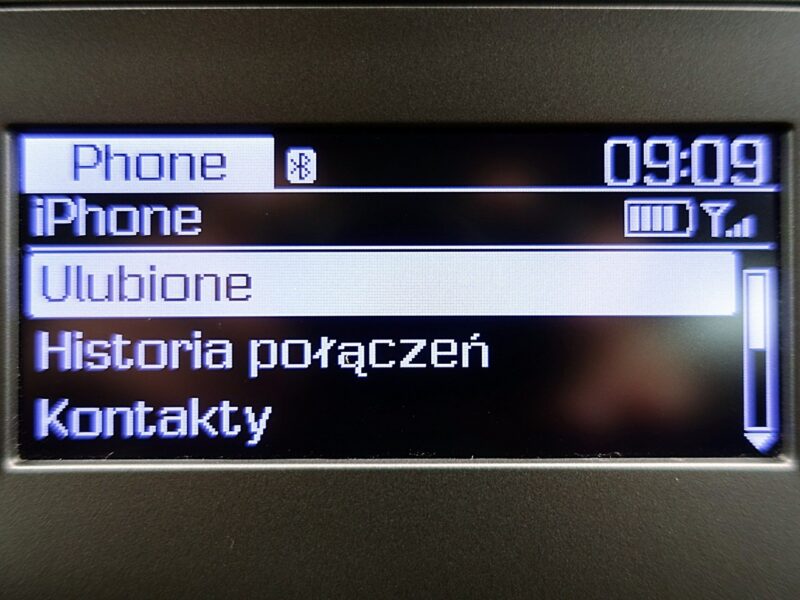 Phone 09:09
iPhone
Ulubione
Historia połączeń
Kontakty